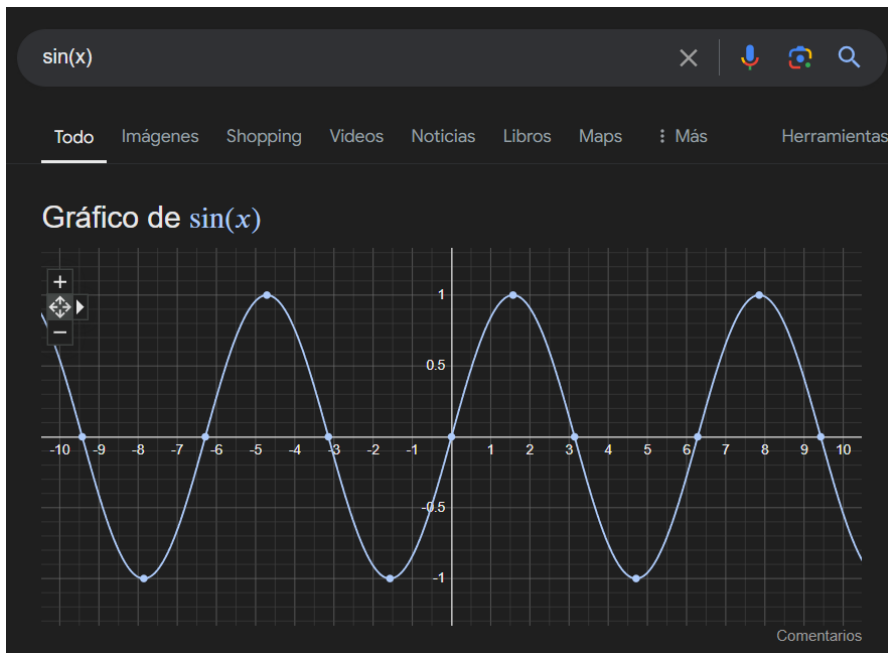 sin(x)
Todo Imágenes Shopping Videos Noticias Libros Maps Más Herramientas
Gráfico de sin(x)
1
0.5
-10 -9 -8 -7 -6 -5 -4 -3 -2 -1 1 2 3 4 5 6 7 8 9 10
-0.5
-1
Comentarios